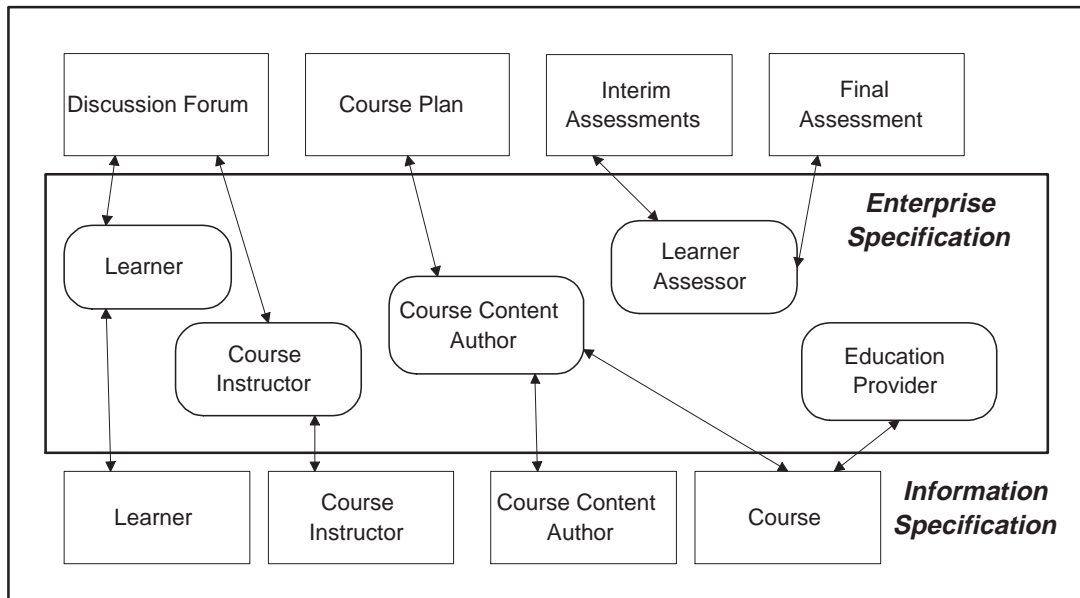 Discussion Forum
Course Plan
Interim
Assessments
Final
Assessment
Enterprise
Specification
Learner
Learner
Assessor
Course Content
Author
Course
Instructor
Education
Provider
Learner
Course
Instructor
Course Content
Author
Course
Information
Specification